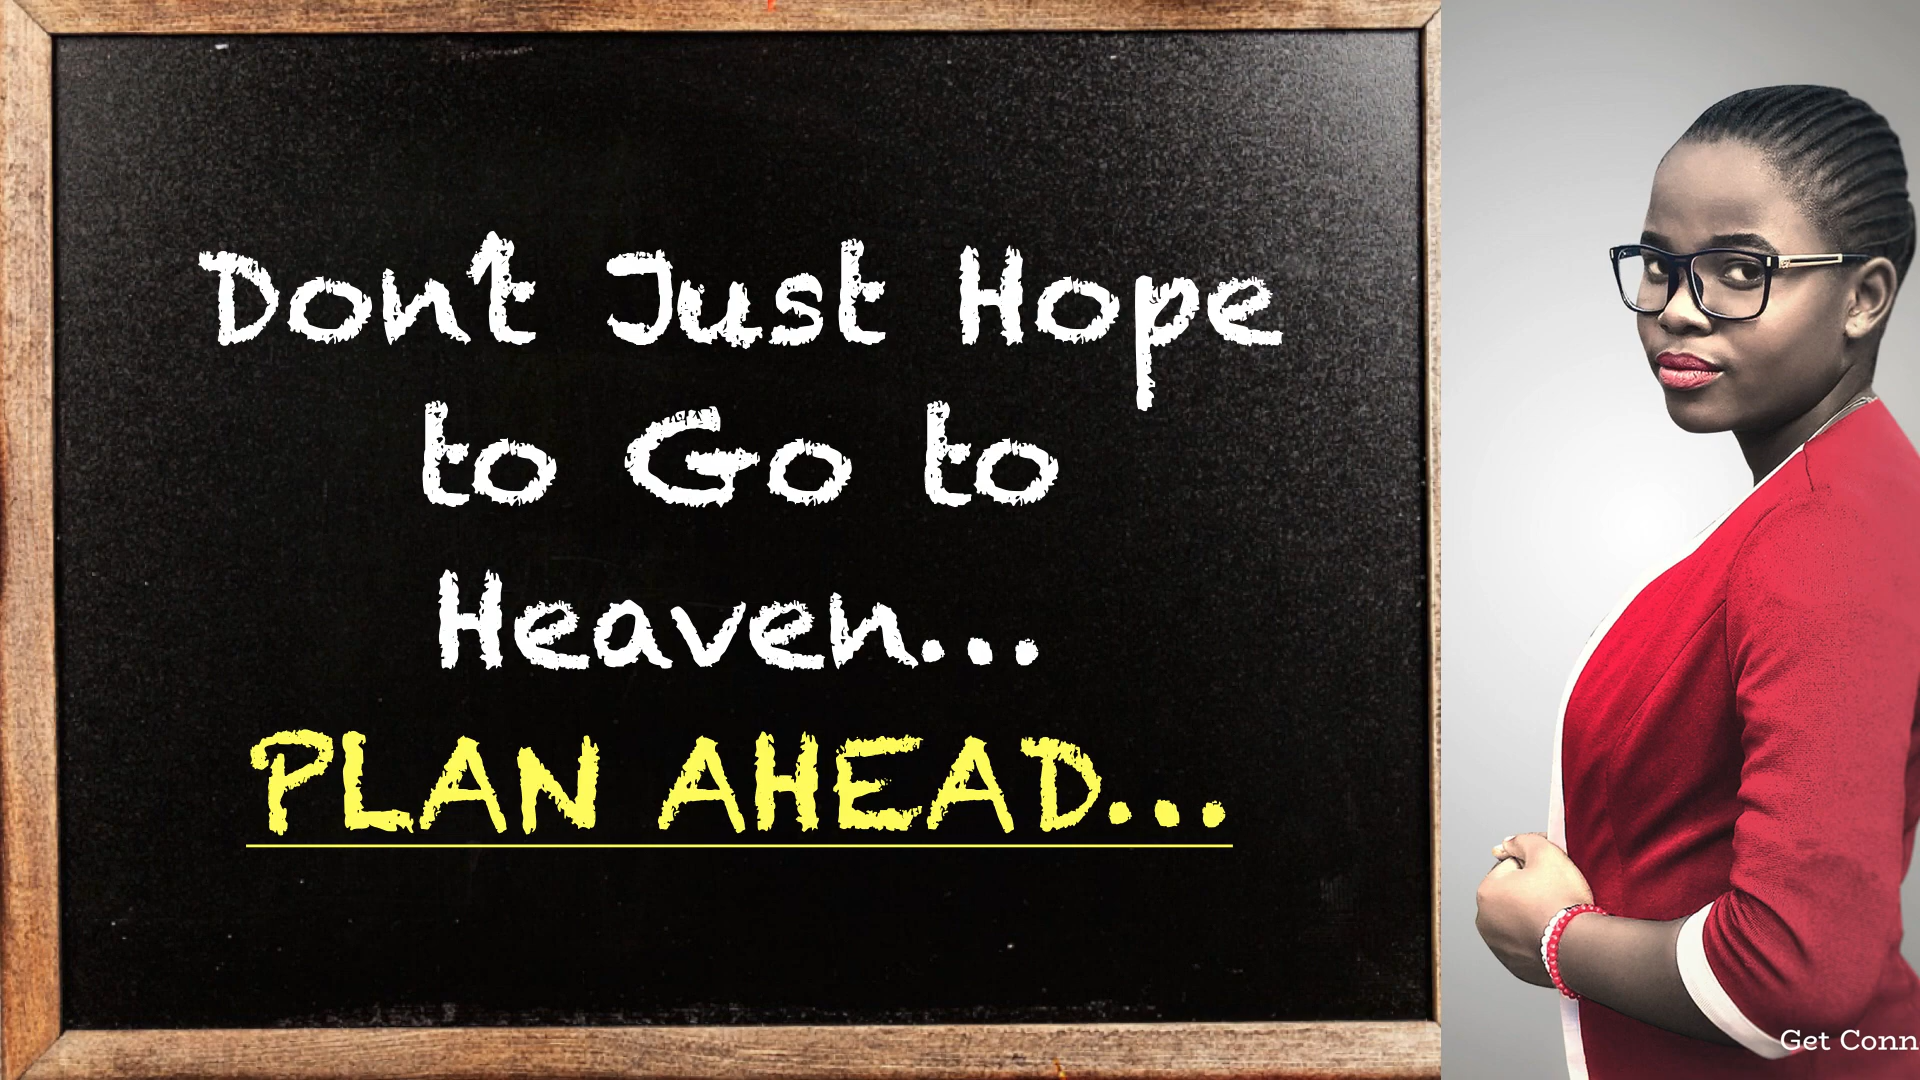 Don't Just Hope
to Go to
Heaven...
PLAN AHEAD...
Get Conn